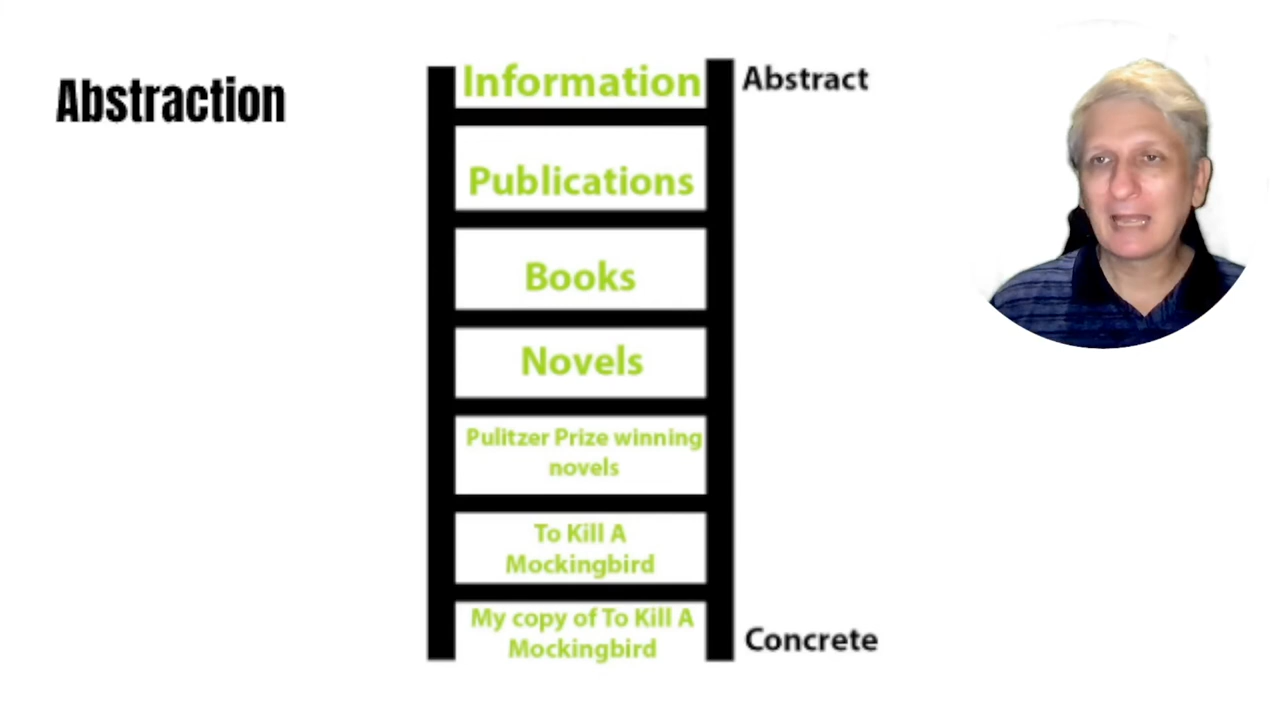 Abstraction
Information
Abstract
Publications
Books
Novels
Pulitzer Prize winning
novels
To Kill A
Mockingbird
My copy of To Kill A
Mockingbird
Concrete